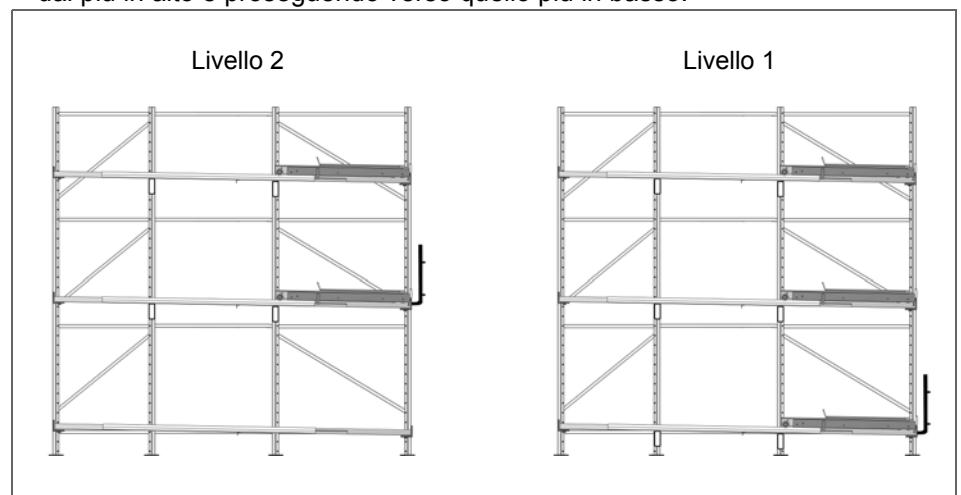 dal più in alto e proseguendo verso quello più in basso.
Livello 2
Livello 1